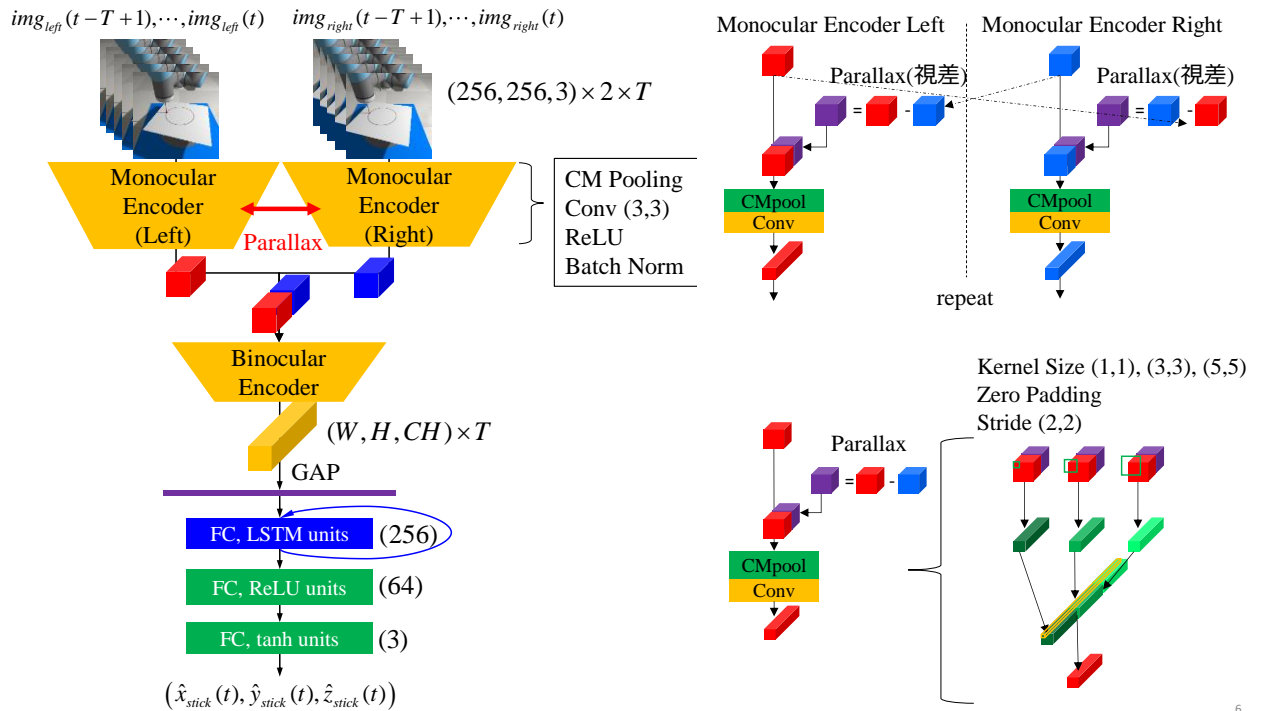 img_left(t-T+1),⋯,img_left(t)
img_right(t-T+1),⋯,img_right(t)
(256,256,3)×2×T
Monocular
Encoder
(Left)
Monocular
Encoder
(Right)
Parallax
CM Pooling
Conv (3,3)
ReLU
Batch Norm
Binocular
Encoder
(W,H,CH)×T
GAP
FC, LSTM units
(256)
FC, ReLU units
(64)
FC, tanh units
(3)
(x̂_stick(t), ŷ_stick(t), ẑ_stick(t))
Monocular Encoder Left
Parallax(視差)
= -
CMpool
Conv
Monocular Encoder Right
Parallax(視差)
= -
CMpool
Conv
repeat
Parallax
= -
CMpool
Conv
Kernel Size (1,1), (3,3), (5,5)
Zero Padding
Stride (2,2)
6